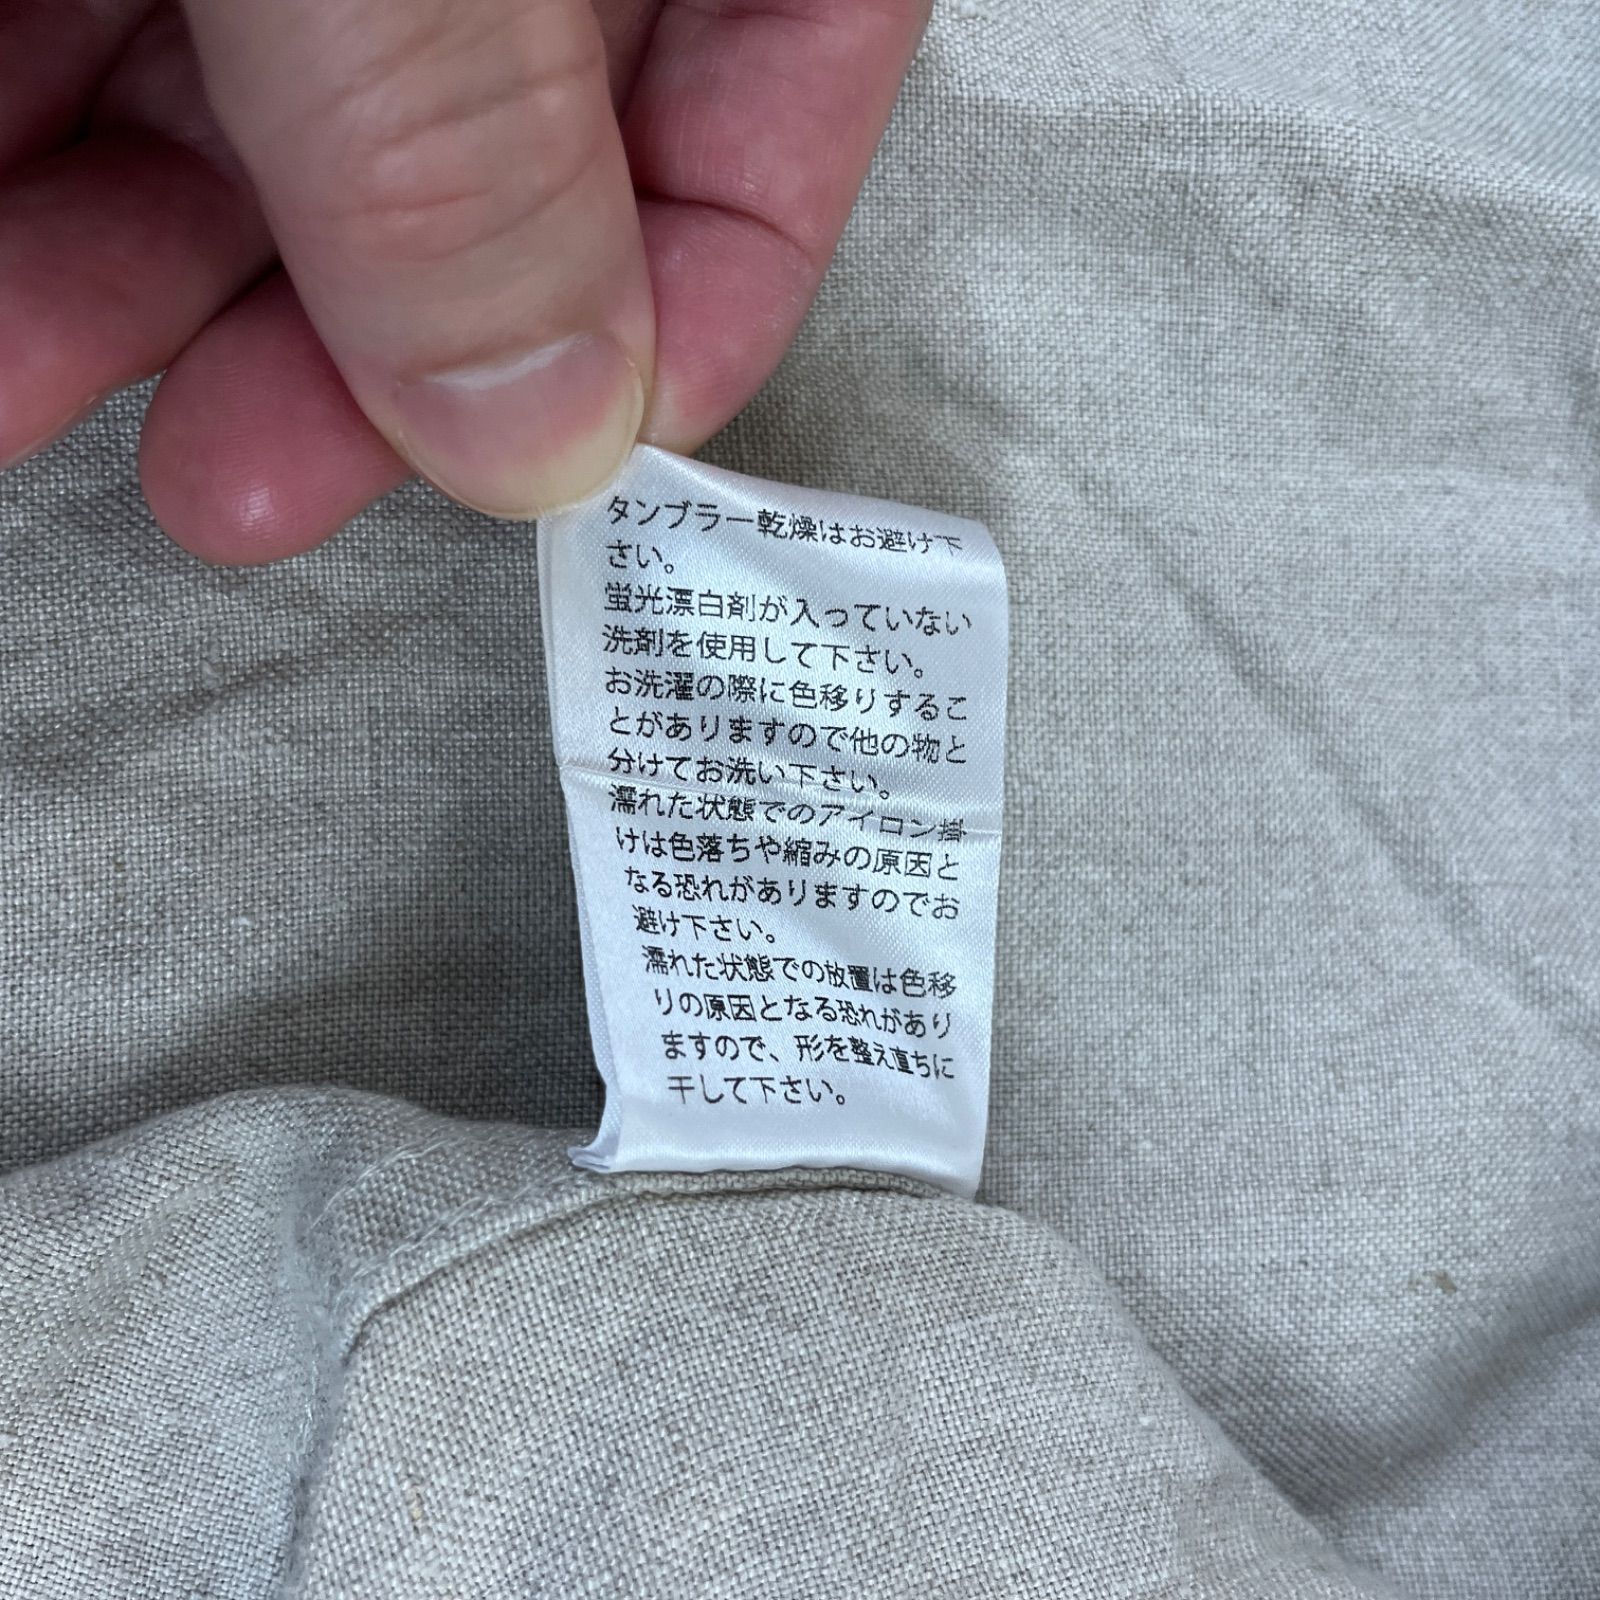 タンブラー乾燥はお避け下
さい。
蛍光漂白剤が入っていない
洗剤を使用して下さい。
お洗濯の際に色移りするこ
とがありますので他の物と
分けてお洗い下さい。
濡れた状態でのアイロン掛
けは色落ちや縮みの原因と
なる恐れがありますのでお
避け下さい。
濡れた状態での放置は色移
りの原因となる恐れがあり
ますので、形を整え直ちに
干して下さい。